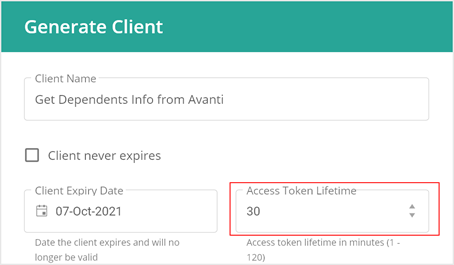 Generate Client
Client Name
Get Dependents Info from Avanti
Client never expires
Client Expiry Date
07-Oct-2021
Date the client expires and will no
longer be valid
Access Token Lifetime
30
Access token lifetime in minutes (1 -
120)